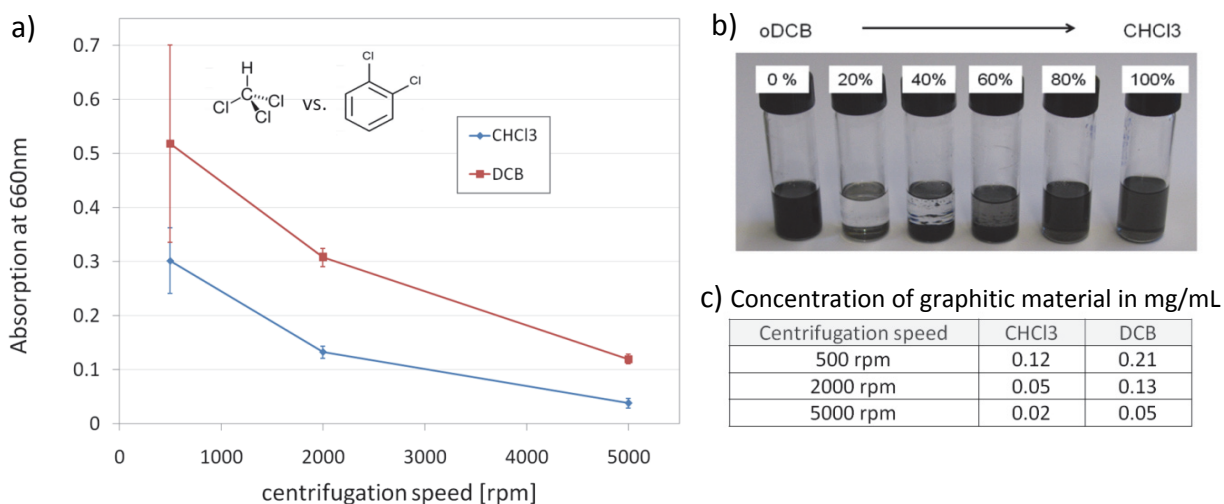 a)
0.7
0.6
0.5
0.4
0.3
0.2
0.1
0
Absorption at 660nm
0 1000 2000 3000 4000 5000
centrifugation speed [rpm]
H
C
Cl
Cl
Cl
vs.
Cl
Cl
CHCl3
DCB
b)
oDCB CHCl3
0 % 20% 40% 60% 80% 100%
c) Concentration of graphitic material in mg/mL
Centrifugation speed CHCl3 DCB
500 rpm 0.12 0.21
2000 rpm 0.05 0.13
5000 rpm 0.02 0.05